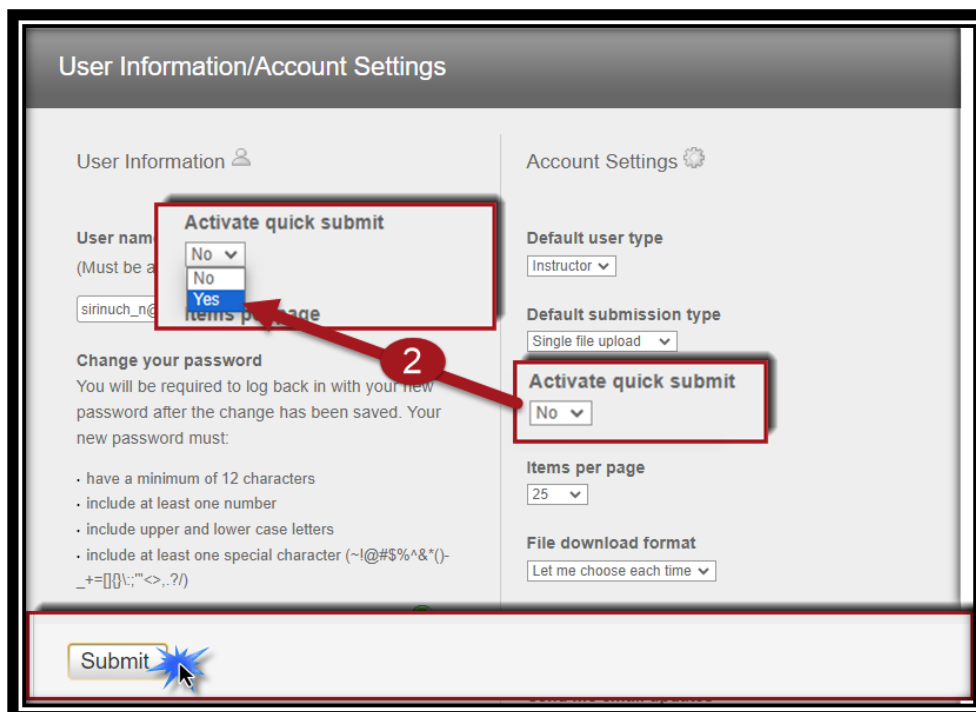 User Information/Account Settings
User Information
User nam
(Must be a
sirinuch_n@
Activate quick submit
No
No
Yes
Items per page
Change your password
You will be required to log back in with your new
password after the change has been saved. Your
new password must:
· have a minimum of 12 characters
· include at least one number
· include upper and lower case letters
· include at least one special character (~!@#$%^&*()-
_+=[]{}\:;"'<>,.?/)
2
Account Settings
Default user type
Instructor
Default submission type
Single file upload
Activate quick submit
No
Items per page
25
File download format
Let me choose each time
Submit